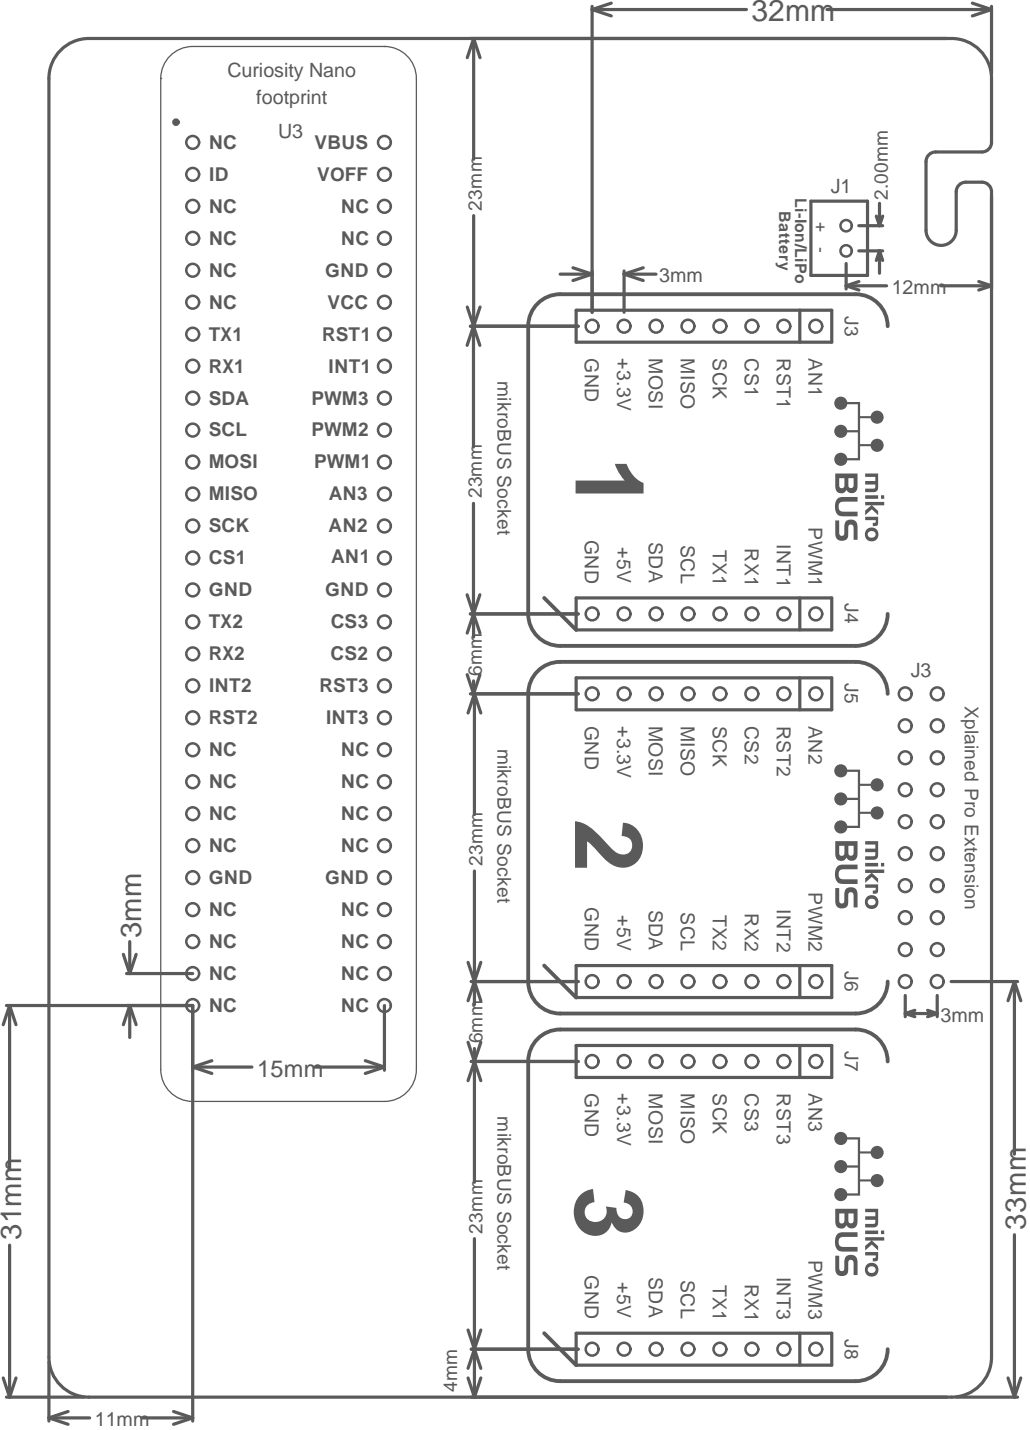 32mm
Curiosity Nano
footprint
U3
NC VBUS
ID VOFF
NC NC
NC NC
NC GND
NC VCC
TX1 RST1
RX1 INT1
SDA PWM3
SCL PWM2
MOSI PWM1
MISO AN3
SCK AN2
CS1 AN1
GND GND
TX2 CS3
RX2 CS2
INT2 RST3
RST2 INT3
NC NC
NC NC
NC NC
NC NC
GND GND
NC NC
NC NC
NC NC
NC NC
3mm
15mm
31mm
11mm
23mm
23mm
6mm
23mm
6mm
23mm
4mm
J1
2.00mm
+
-
Li-Ion/LiPo
Battery
12mm
3mm
J3
GND +3.3V MOSI MISO SCK CS1 RST1 AN1
mikroBUS Socket
1
mikro
BUS
GND +5V SDA SCL TX1 RX1 INT1 PWM1
J4
J5
GND +3.3V MOSI MISO SCK CS2 RST2 AN2
mikroBUS Socket
2
mikro
BUS
GND +5V SDA SCL TX2 RX2 INT2 PWM2
J6
J3
Xplained Pro Extension
3mm
33mm
J7
GND +3.3V MOSI MISO SCK CS3 RST3 AN3
mikroBUS Socket
3
mikro
BUS
GND +5V SDA SCL TX1 RX1 INT3 PWM3
J8